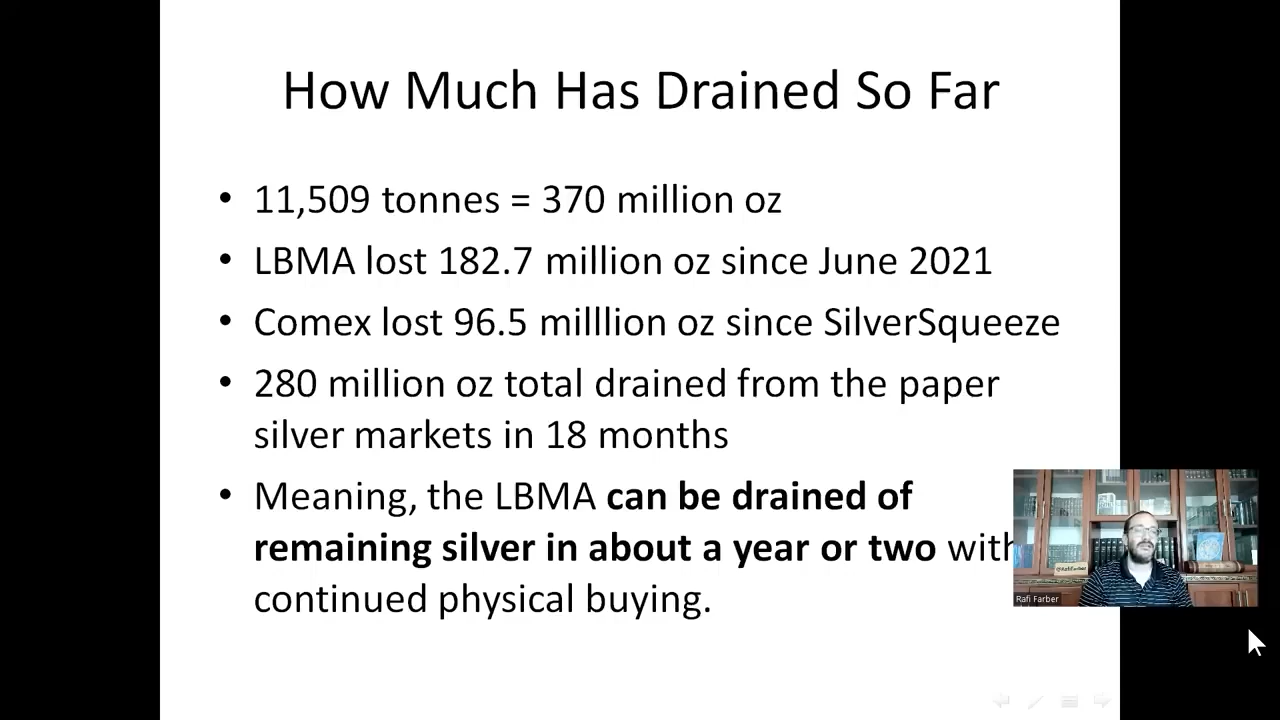 How Much Has Drained So Far
• 11,509 tonnes = 370 million oz
• LBMA lost 182.7 million oz since June 2021
• Comex lost 96.5 milllion oz since SilverSqueeze
• 280 million oz total drained from the paper
silver markets in 18 months
• Meaning, the LBMA can be drained of
remaining silver in about a year or two with
continued physical buying.
Rafi Farber